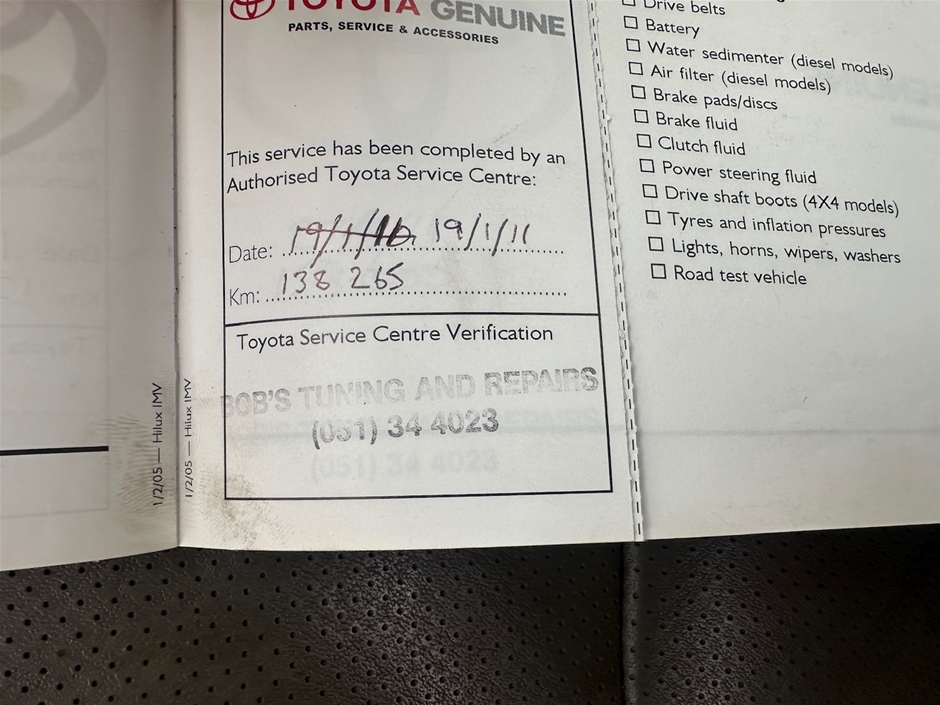 TOYOTA GENUINE
PARTS, SERVICE & ACCESSORIES
This service has been completed by an
Authorised Toyota Service Centre:
Date: 19/1/10 19/1/11
Km: 138 265
Toyota Service Centre Verification
BOB'S TUNING AND REPAIRS
(051) 34 4023
1/2/05 — Hilux IMV
1/2/05 — Hilux IMV
☐ Drive belts
☐ Battery
☐ Water sedimenter (diesel models)
☐ Air filter (diesel models)
☐ Brake pads/discs
☐ Brake fluid
☐ Clutch fluid
☐ Power steering fluid
☐ Drive shaft boots (4X4 models)
☐ Tyres and inflation pressures
☐ Lights, horns, wipers, washers
☐ Road test vehicle